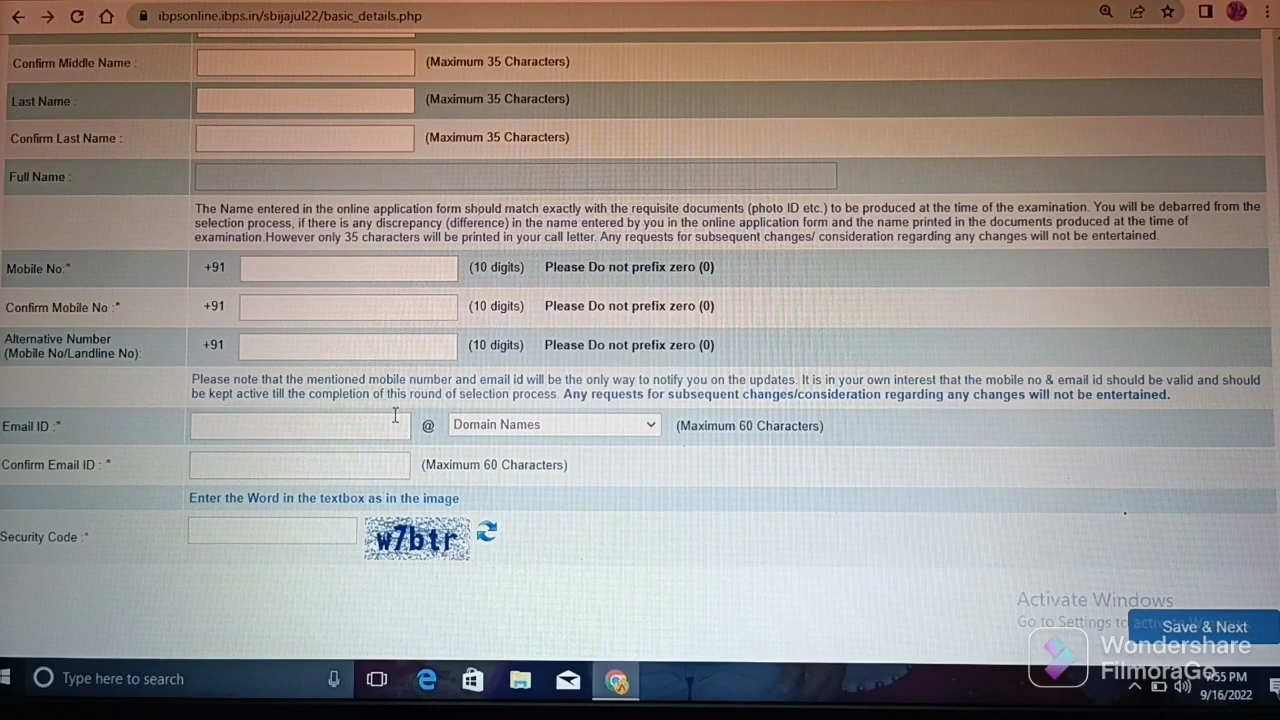 ibpsonline.ibps.in/sbijajul22/basic_details.php
Confirm Middle Name : (Maximum 35 Characters)
Last Name : (Maximum 35 Characters)
Confirm Last Name : (Maximum 35 Characters)
Full Name :
The Name entered in the online application form should match exactly with the requisite documents (photo ID etc.) to be produced at the time of the examination. You will be debarred from the
selection process, if there is any discrepancy (difference) in the name entered by you in the online application form and the name printed in the documents produced at the time of
examination.However only 35 characters will be printed in your call letter. Any requests for subsequent changes/ consideration regarding any changes will not be entertained.
Mobile No:* +91 (10 digits) Please Do not prefix zero (0)
Confirm Mobile No :* +91 (10 digits) Please Do not prefix zero (0)
Alternative Number
(Mobile No/Landline No): +91 (10 digits) Please Do not prefix zero (0)
Please note that the mentioned mobile number and email id will be the only way to notify you on the updates. It is in your own interest that the mobile no & email id should be valid and should
be kept active till the completion of this round of selection process. Any requests for subsequent changes/consideration regarding any changes will not be entertained.
Email ID :* @ Domain Names (Maximum 60 Characters)
Confirm Email ID : * (Maximum 60 Characters)
Enter the Word in the textbox as in the image
Security Code :* w7btr
Activate Windows
Go to Settings to
Save & Next
Wondershare
FilmoraGo
Type here to search
:55 PM
9/16/2022